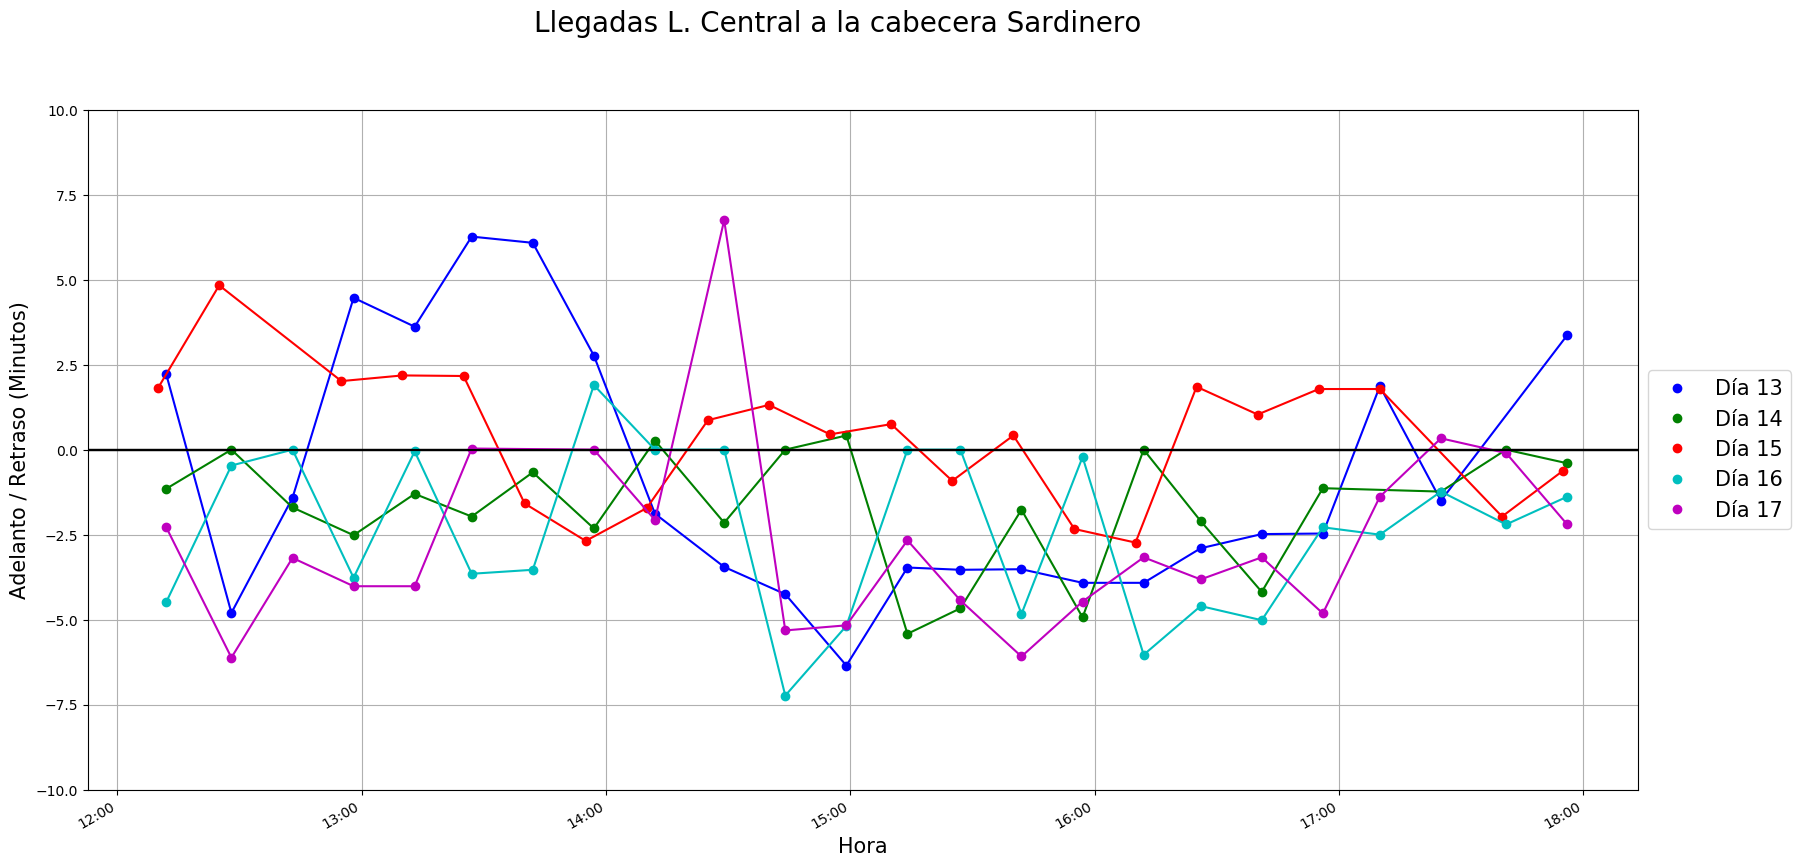 Llegadas L. Central a la cabecera Sardinero
Adelanto / Retraso (Minutos)
10.0
7.5
5.0
2.5
0.0
−2.5
−5.0
−7.5
−10.0
12:00
13:00
14:00
15:00
16:00
17:00
18:00
Hora
Día 13
Día 14
Día 15
Día 16
Día 17